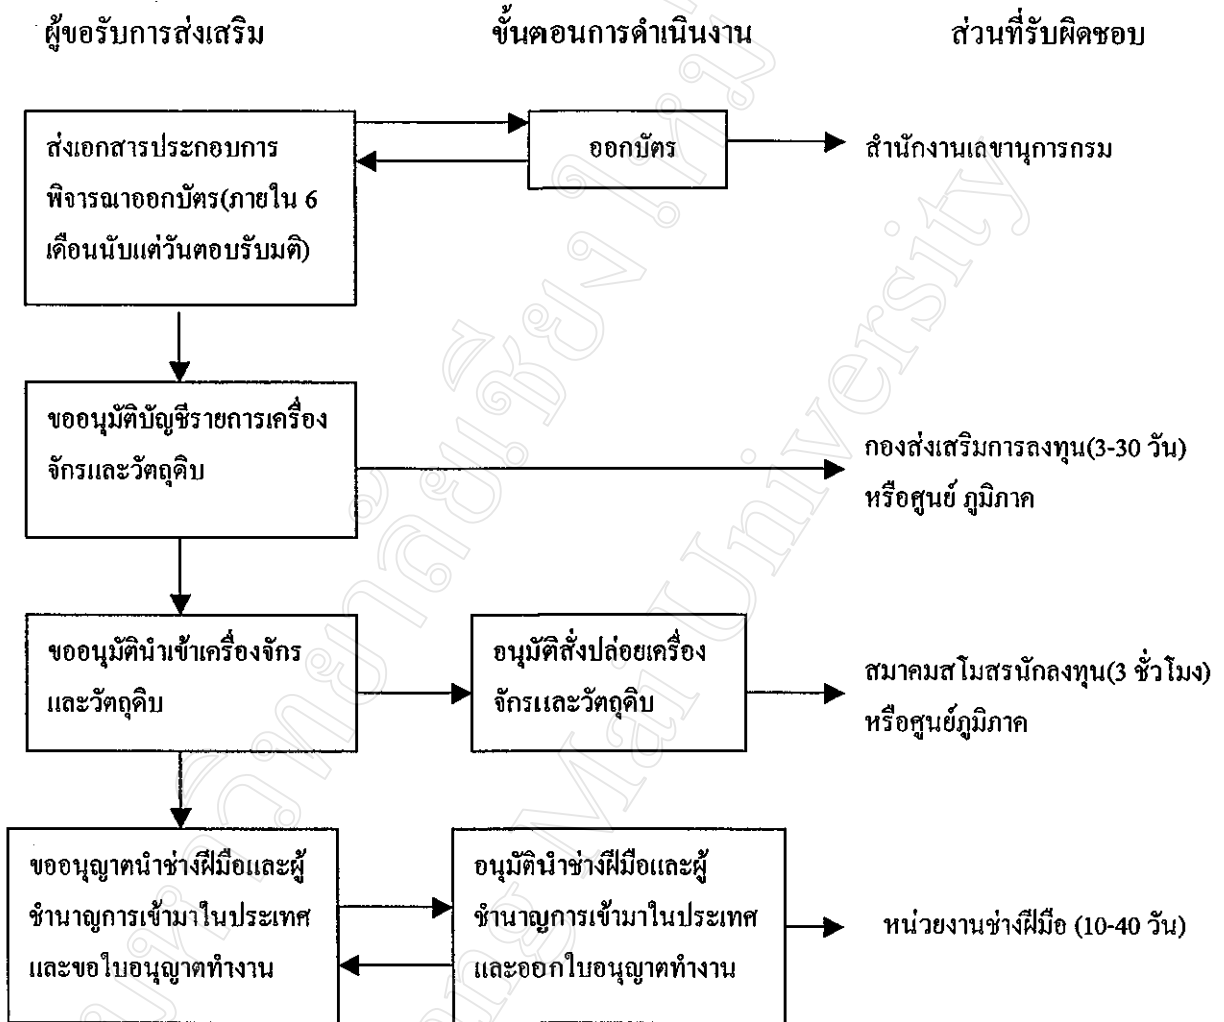 ผู้ขอรับการส่งเสริม
ขั้นตอนการดำเนินงาน
ส่วนที่รับผิดชอบ
ส่งเอกสารประกอบการ
พิจารณาออกบัตร(ภายใน 6
เดือนนับแต่วันตอบรับมติ)
ออกบัตร
สำนักงานเลขานุการกรม
ขออนุมัติบัญชีรายการเครื่อง
จักรและวัตถุดิบ
กองส่งเสริมการลงทุน(3-30 วัน)
หรือศูนย์ ภูมิภาค
ขออนุมัตินำเข้าเครื่องจักร
และวัตถุดิบ
อนุมัติสั่งปล่อยเครื่อง
จักรและวัตถุดิบ
สมาคมสโมสรนักลงทุน(3 ชั่วโมง)
หรือศูนย์ภูมิภาค
ขออนุญาตนำช่างฝีมือและผู้
ชำนาญการเข้ามาในประเทศ
และขอใบอนุญาตทำงาน
อนุมัตินำช่างฝีมือและผู้
ชำนาญการเข้ามาในประเทศ
และออกใบอนุญาตทำงาน
หน่วยงานช่างฝีมือ (10-40 วัน)
มหาวิทยาลัยเชียงใหม่
ng Mai University